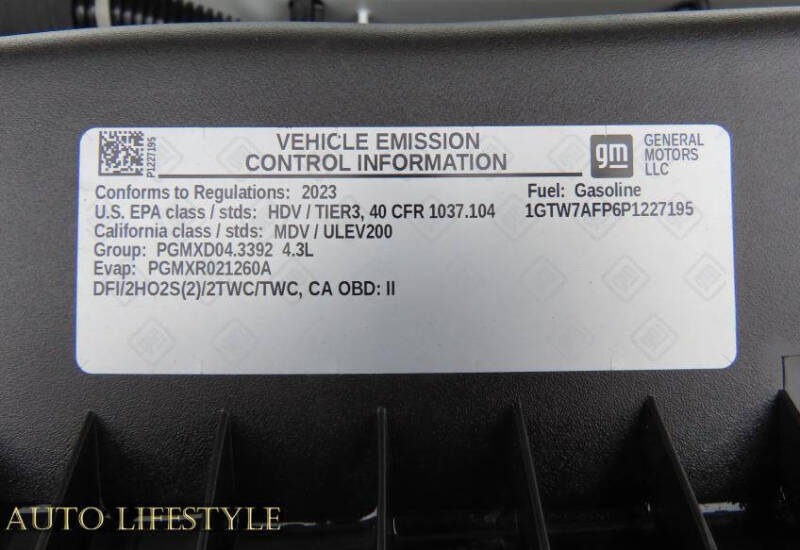 P1227195
VEHICLE EMISSION
CONTROL INFORMATION
gm
GENERAL
MOTORS
LLC
Conforms to Regulations: 2023
Fuel: Gasoline
U.S. EPA class / stds: HDV / TIER3, 40 CFR 1037.104
1GTW7AFP6P1227195
California class / stds: MDV / ULEV200
Group: PGMXD04.3392 4.3L
Evap: PGMXR021260A
DFI/2HO2S(2)/2TWC/TWC, CA OBD: II
AUTO LIFESTYLE